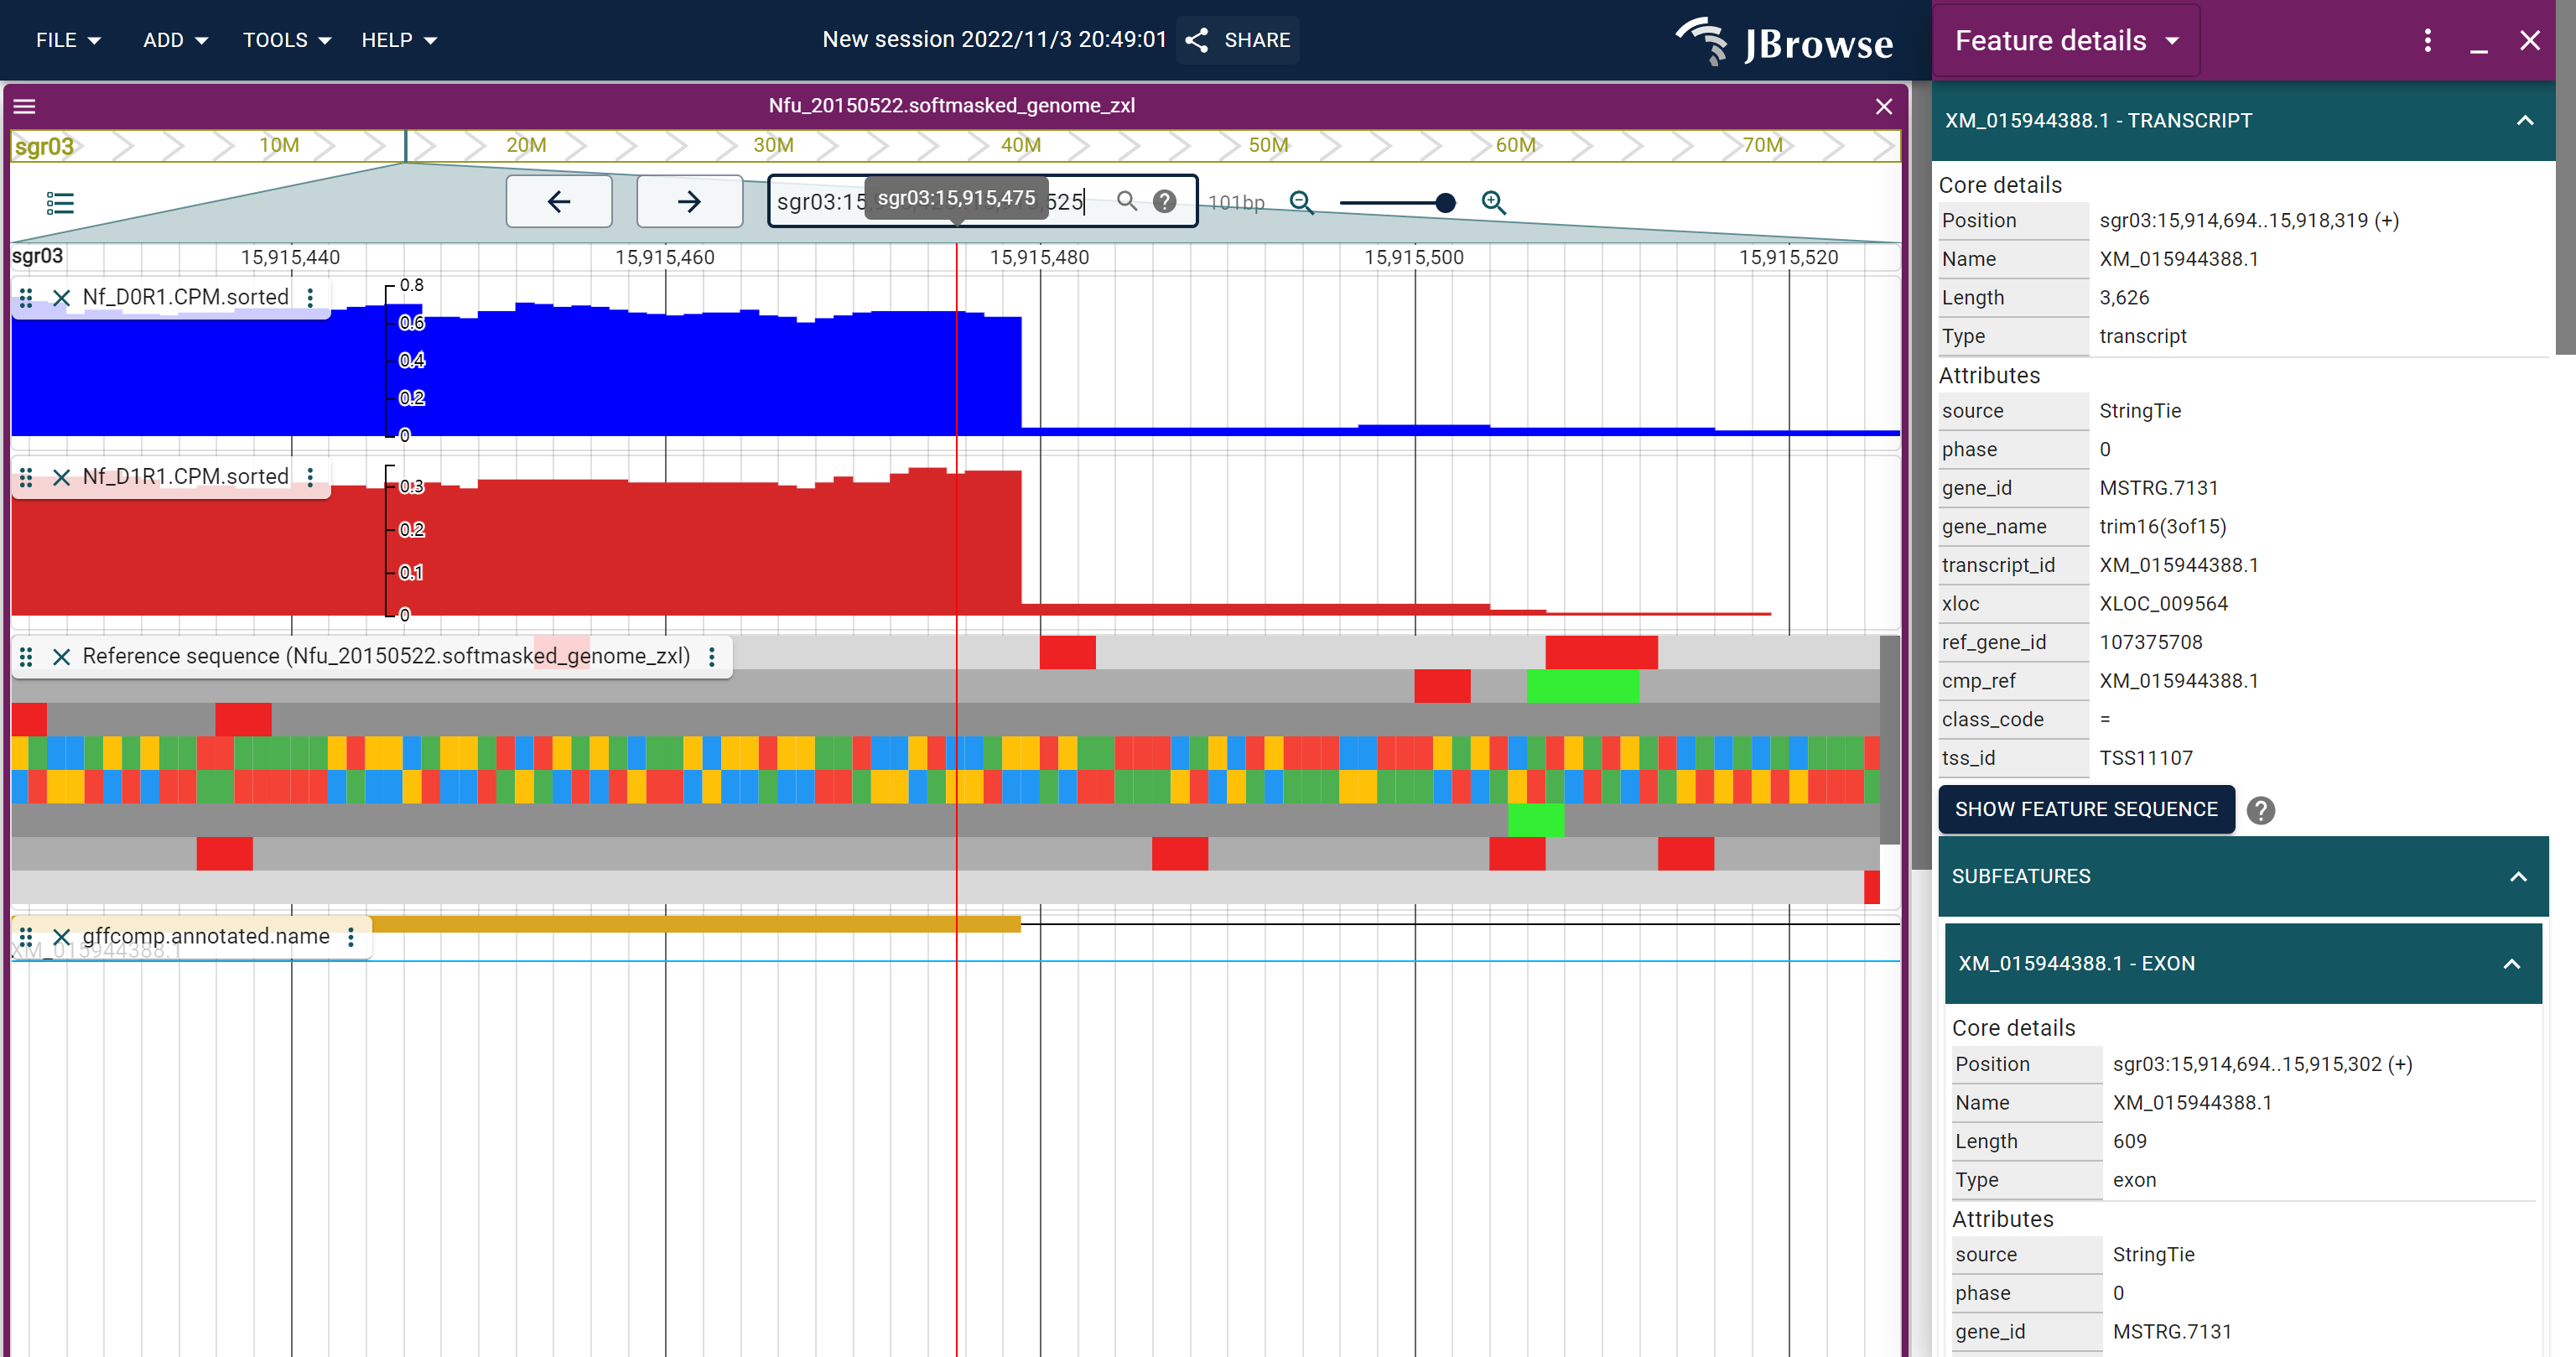 FILE ADD TOOLS HELP New session 2022/11/3 20:49:01 SHARE JBrowse
Nfu_20150522.softmasked_genome_zxl
sgr03 10M 20M 30M 40M 50M 60M 70M
sgr03:15, 525 101bp
sgr03:15,915,475
sgr03 15,915,440 15,915,460 15,915,480 15,915,500 15,915,520
Nf_D0R1.CPM.sorted
0.8
0.6
0.4
0.2
0
Nf_D1R1.CPM.sorted
0.3
0.2
0.1
0
Reference sequence (Nfu_20150522.softmasked_genome_zxl)
gffcomp.annotated.name
XM_015944388.1
Feature details
XM_015944388.1 - TRANSCRIPT
Core details
Position sgr03:15,914,694..15,918,319 (+)
Name XM_015944388.1
Length 3,626
Type transcript
Attributes
source StringTie
phase 0
gene_id MSTRG.7131
gene_name trim16(3of15)
transcript_id XM_015944388.1
xloc XLOC_009564
ref_gene_id 107375708
cmp_ref XM_015944388.1
class_code =
tss_id TSS11107
SHOW FEATURE SEQUENCE
SUBFEATURES
XM_015944388.1 - EXON
Core details
Position sgr03:15,914,694..15,915,302 (+)
Name XM_015944388.1
Length 609
Type exon
Attributes
source StringTie
phase 0
gene_id MSTRG.7131